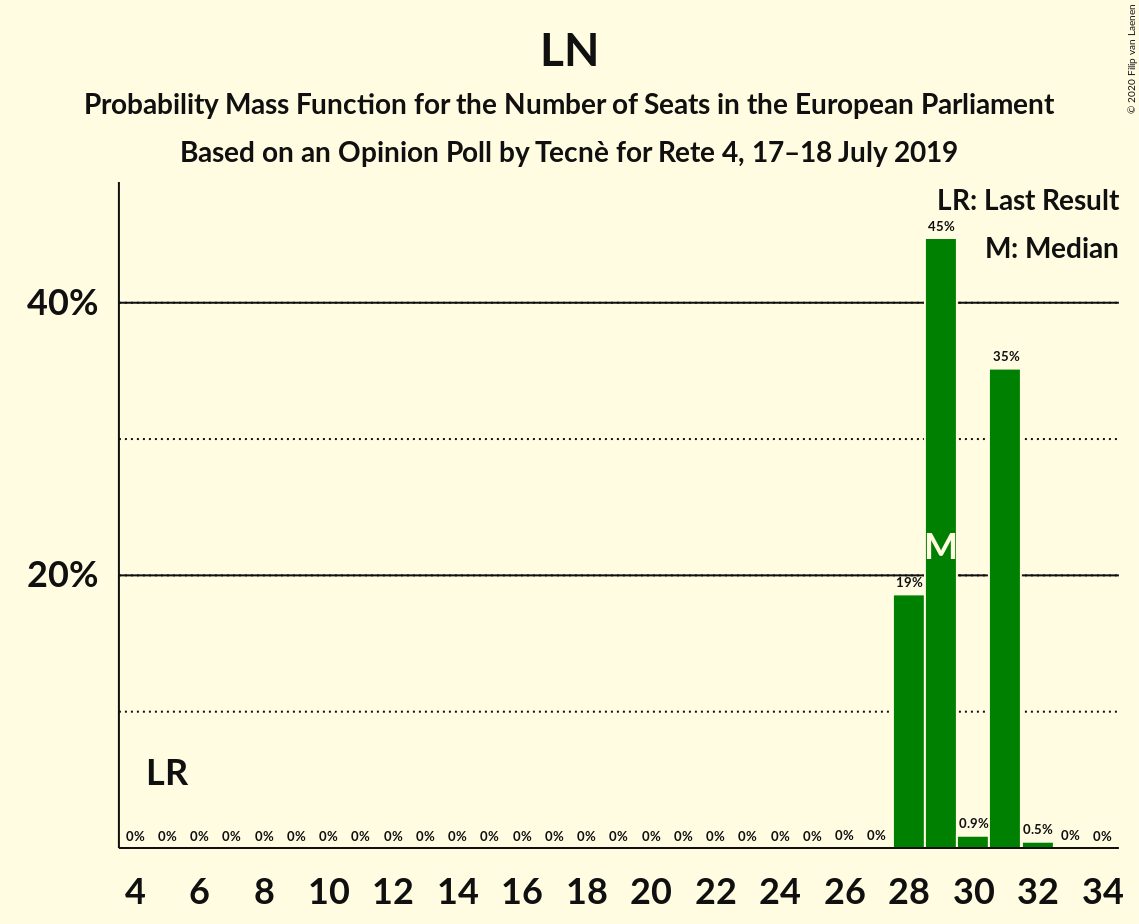 LN
Probability Mass Function for the Number of Seats in the European Parliament
Based on an Opinion Poll by Tecnè for Rete 4, 17–18 July 2019
© 2020 Filip van Laenen
LR: Last Result
M: Median
45%
40%
35%
M
20%
19%
LR
0% 0% 0% 0% 0% 0% 0% 0% 0% 0% 0% 0% 0% 0% 0% 0% 0% 0% 0% 0% 0% 0% 0% 0% 0.9% 0.5% 0% 0%
4 6 8 10 12 14 16 18 20 22 24 26 28 30 32 34